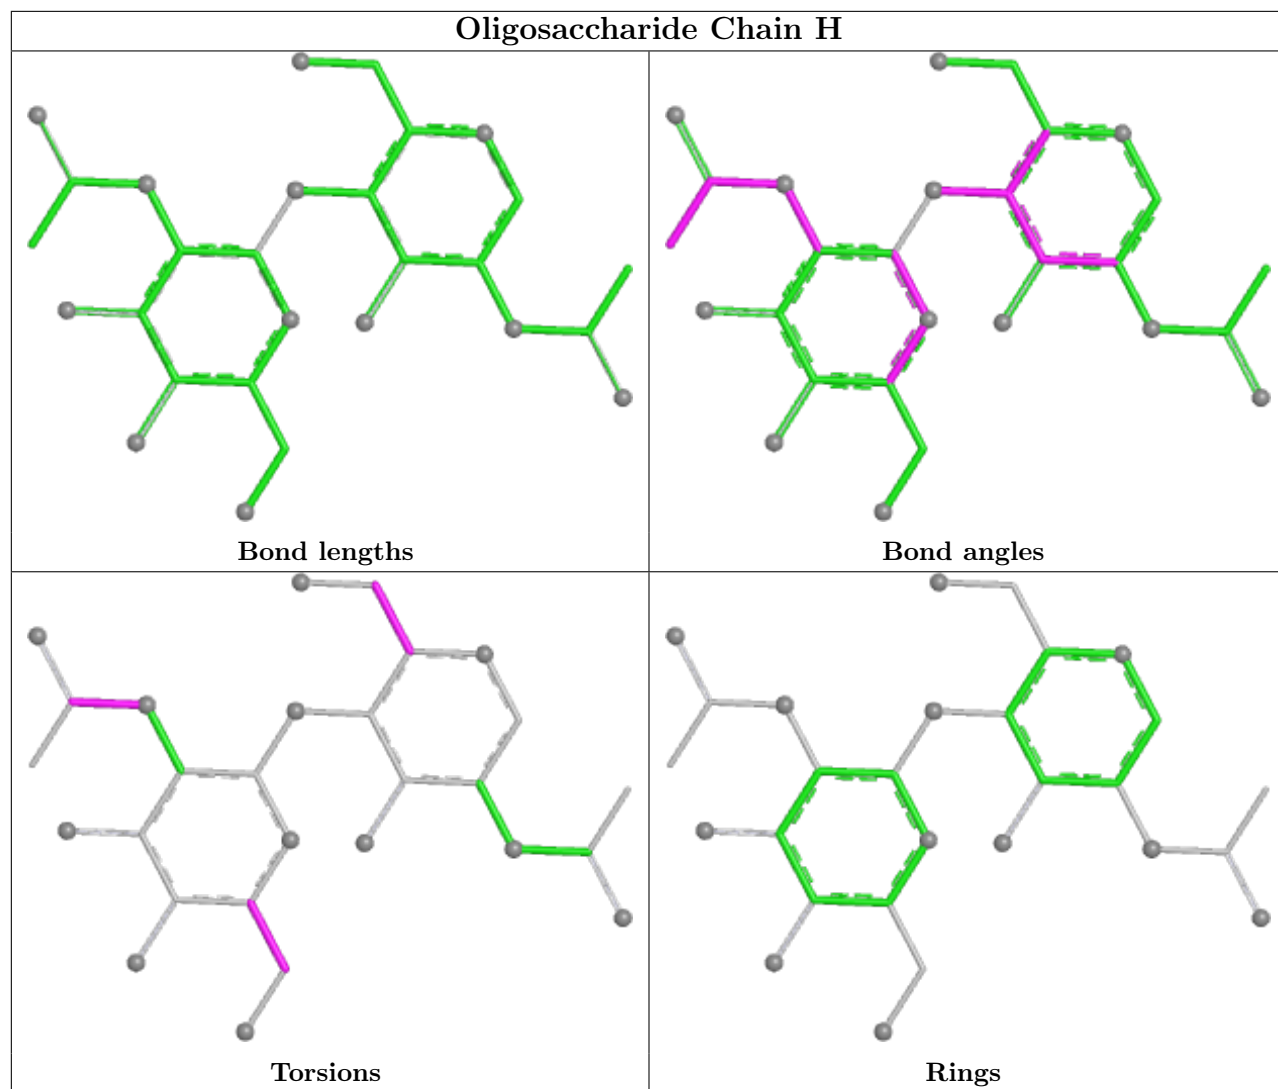 Oligosaccharide Chain H
Bond lengths
Bond angles
Torsions
Rings